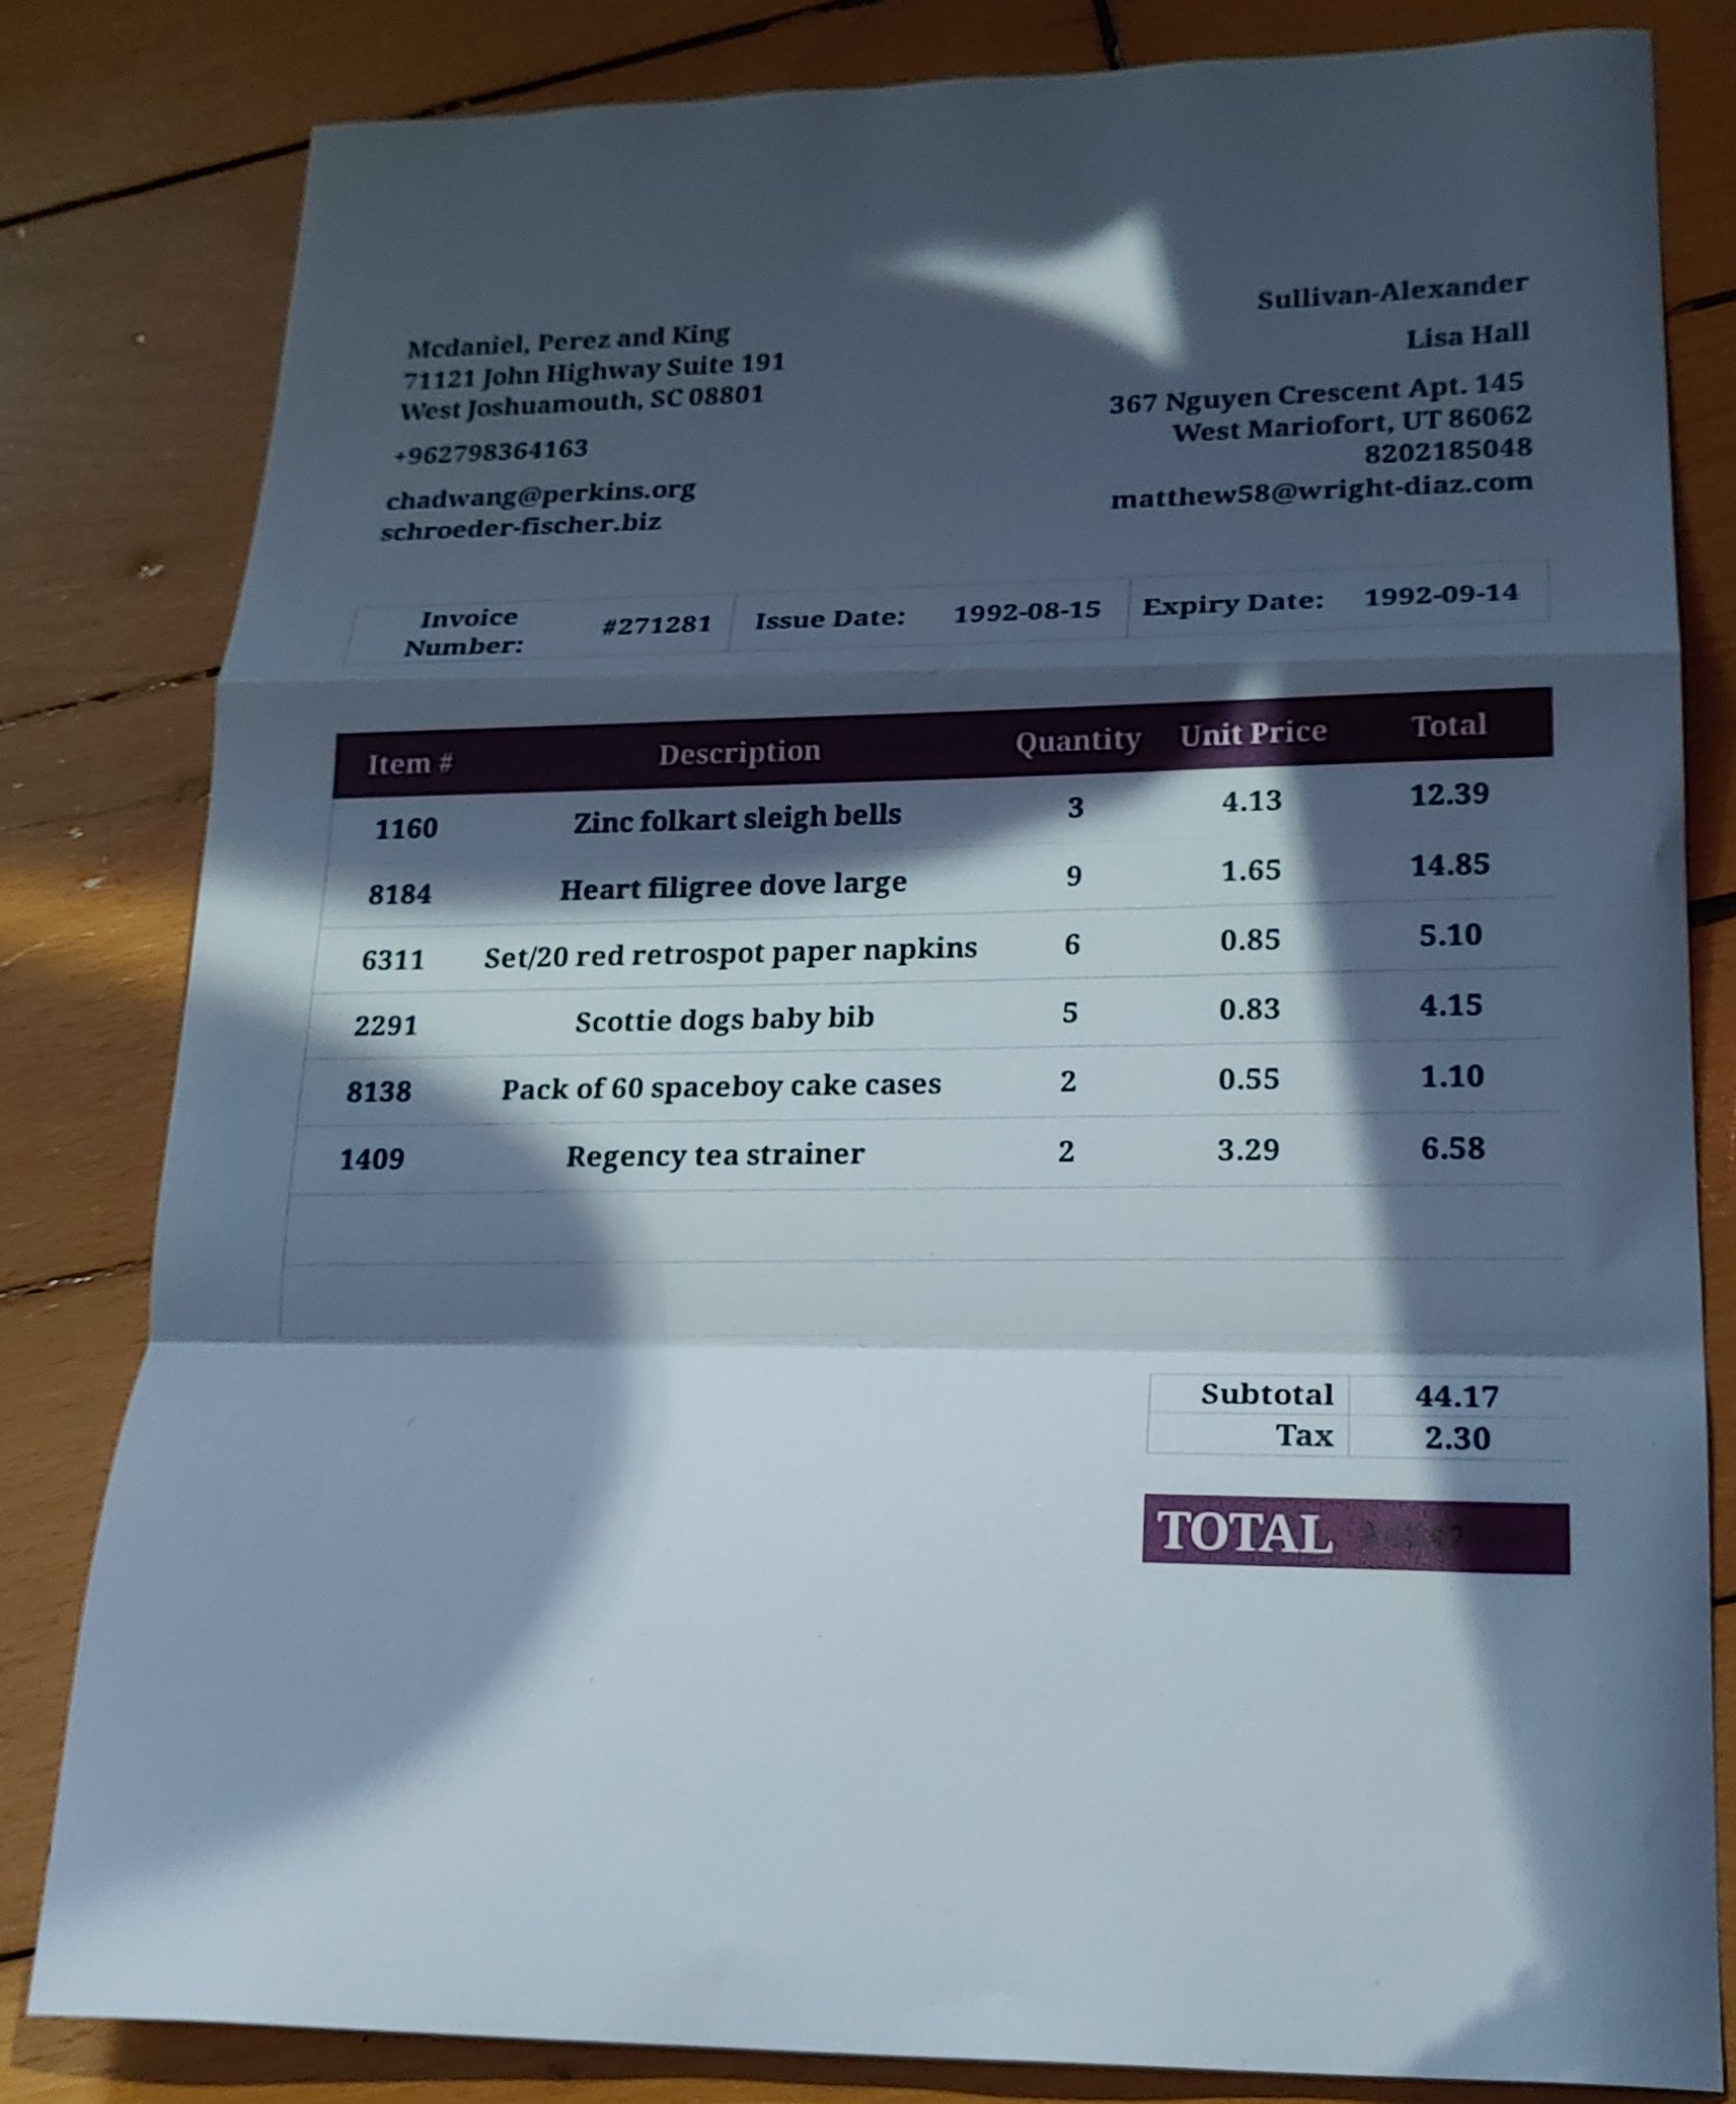 Mcdaniel, Perez and King
71121 John Highway Suite 191
West Joshuamouth, SC 08801
+962798364163
chadwang@perkins.org
schroeder-fischer.biz
Sullivan-Alexander
Lisa Hall
367 Nguyen Crescent Apt. 145
West Mariofort, UT 86062
8202185048
matthew58@wright-diaz.com
Invoice Number: #271281 Issue Date: 1992-08-15 Expiry Date: 1992-09-14
Item # Description Quantity Unit Price Total
1160 Zinc folkart sleigh bells 3 4.13 12.39
8184 Heart filigree dove large 9 1.65 14.85
6311 Set/20 red retrospot paper napkins 6 0.85 5.10
2291 Scottie dogs baby bib 5 0.83 4.15
8138 Pack of 60 spaceboy cake cases 2 0.55 1.10
1409 Regency tea strainer 2 3.29 6.58
Subtotal 44.17
Tax 2.30
TOTAL